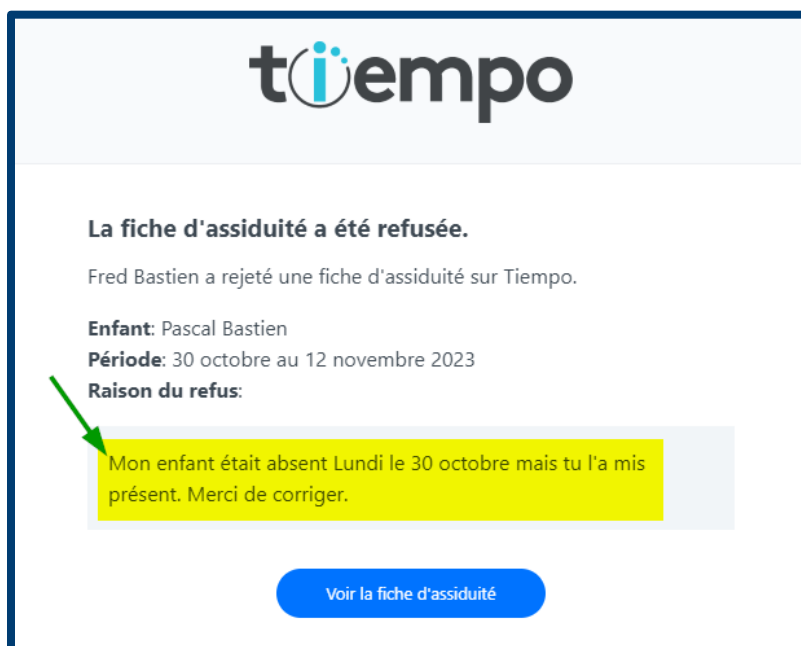 tiempo
La fiche d'assiduité a été refusée.
Fred Bastien a rejeté une fiche d'assiduité sur Tiempo.
Enfant: Pascal Bastien
Période: 30 octobre au 12 novembre 2023
Raison du refus:
Mon enfant était absent Lundi le 30 octobre mais tu l'a mis
présent. Merci de corriger.
Voir la fiche d'assiduité